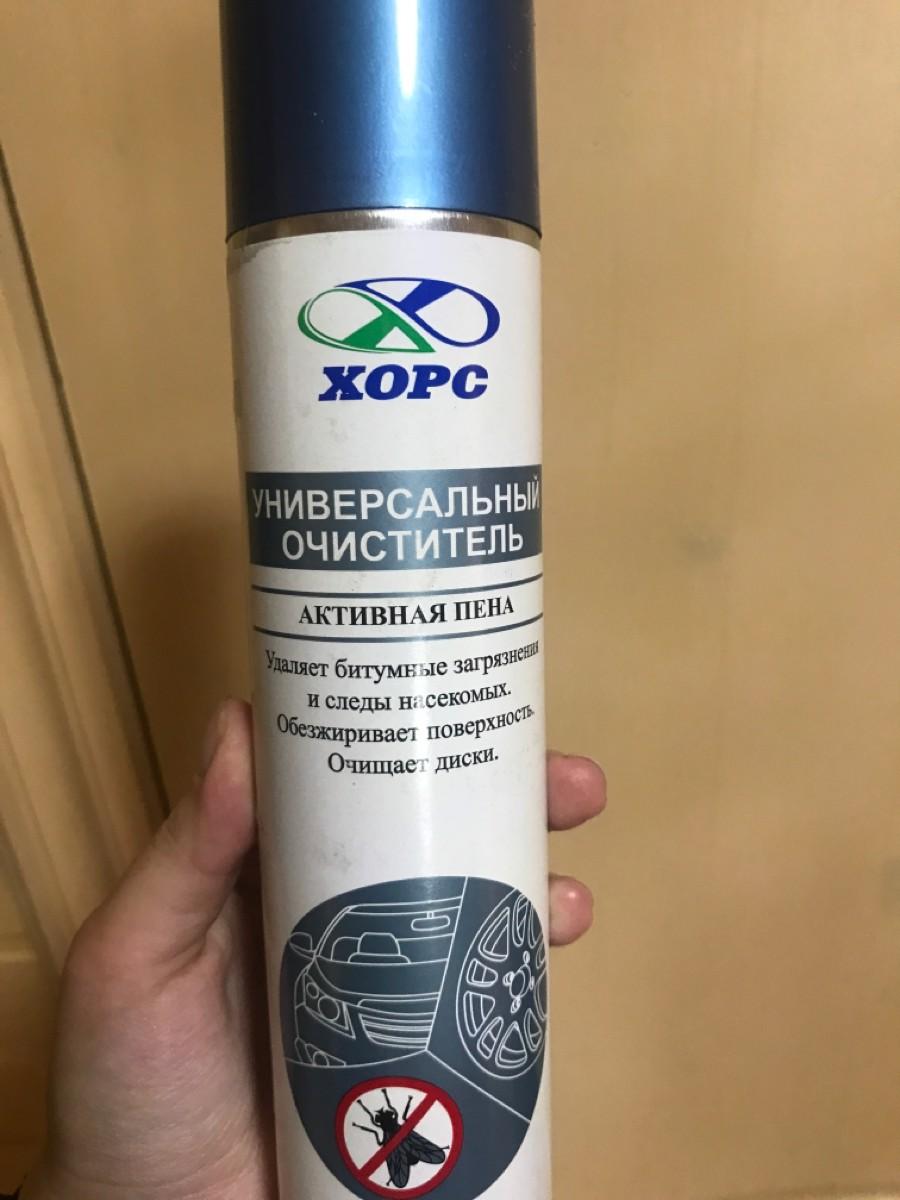 ХОРС
УНИВЕРСАЛЬНЫЙ
ОЧИСТИТЕЛЬ
АКТИВНАЯ ПЕНА
Удаляет битумные загрязнения
и следы насекомых.
Обезжиривает поверхность.
Очищает диски.